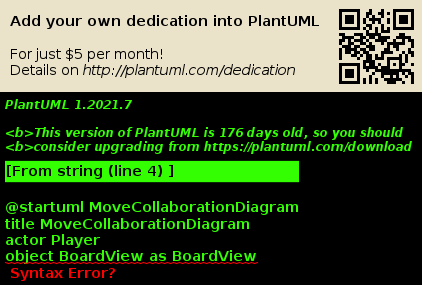 Add your own dedication into PlantUML
For just $5 per month!
Details on http://plantuml.com/dedication
PlantUML 1.2021.7
<b>This version of PlantUML is 176 days old, so you should
<b>consider upgrading from https://plantuml.com/download
[From string (line 4) ]
@startuml MoveCollaborationDiagram
title MoveCollaborationDiagram
actor Player
object BoardView as BoardView
Syntax Error?